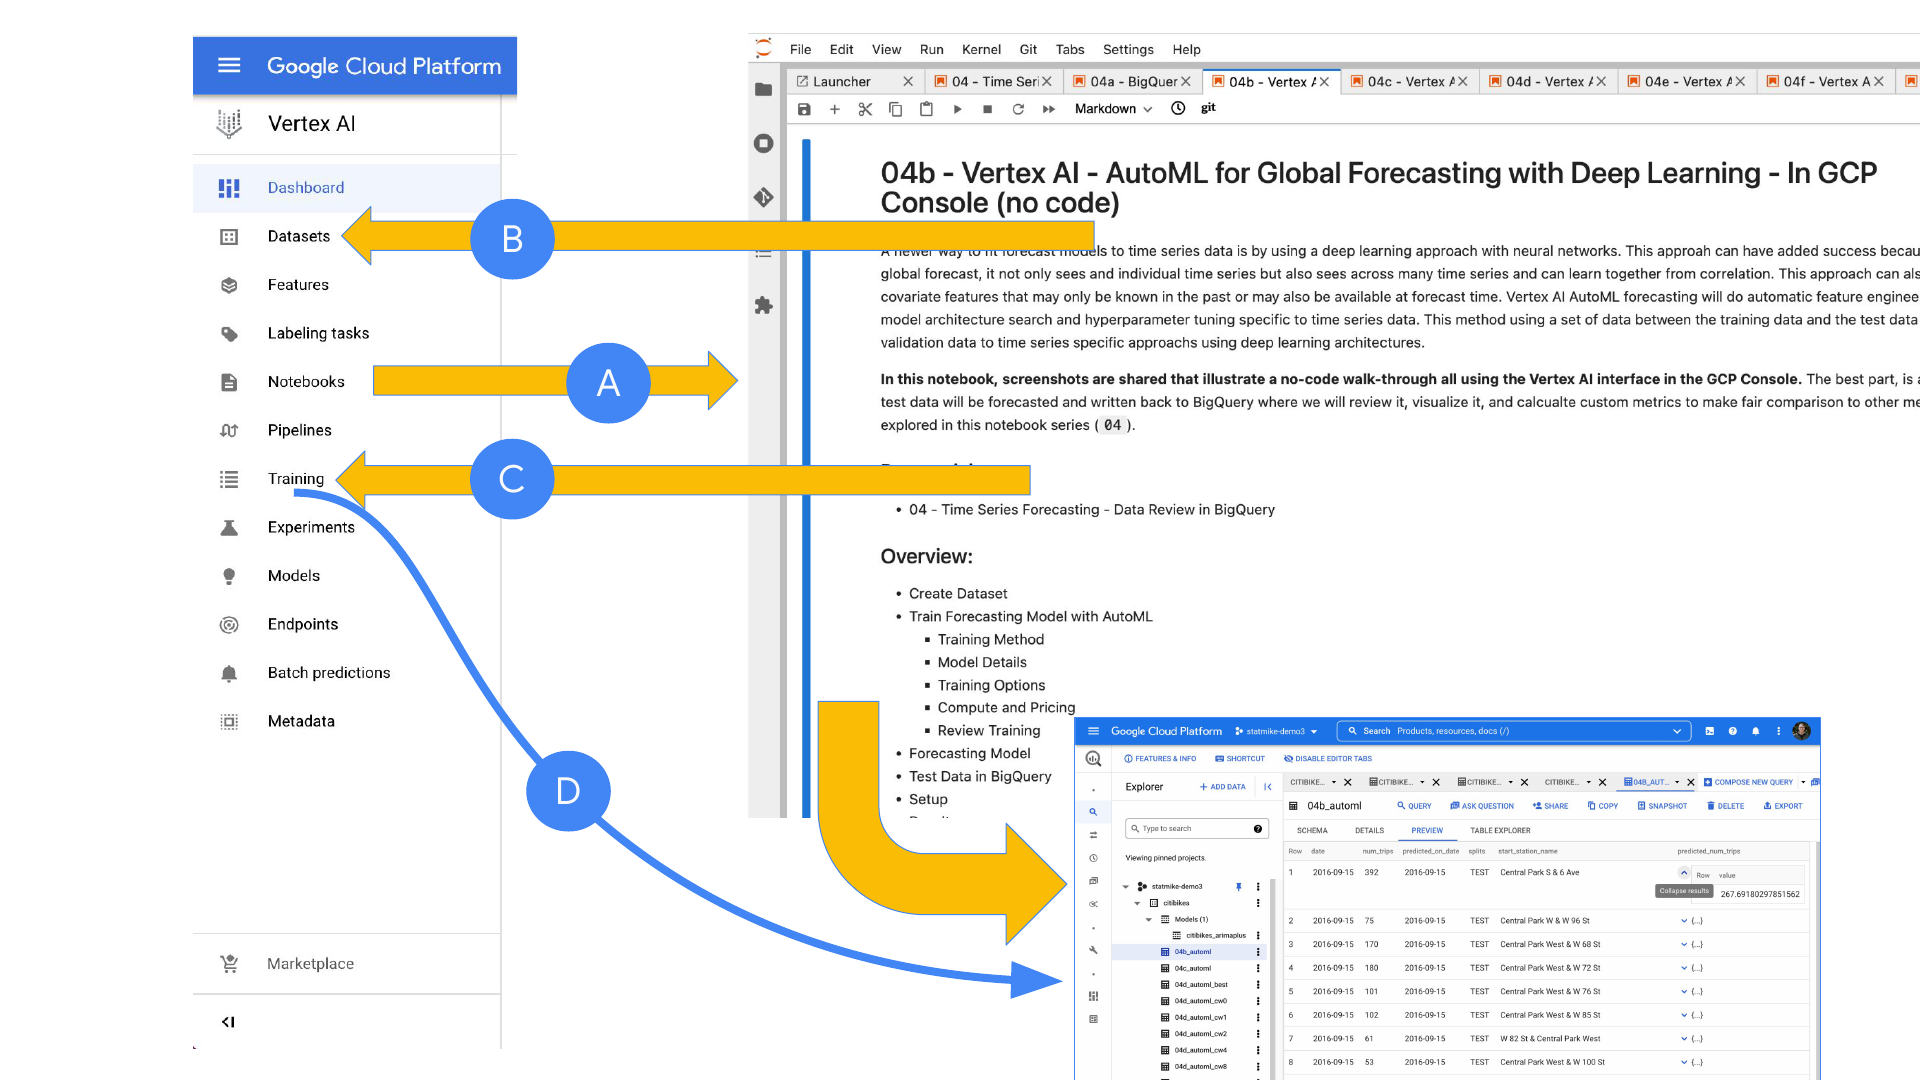 Google Cloud Platform
Vertex AI
Dashboard
Datasets
Features
Labeling tasks
Notebooks
Pipelines
Training
Experiments
Models
Endpoints
Batch predictions
Metadata
Marketplace
B
A
C
D
File Edit View Run Kernel Git Tabs Settings Help
Launcher 04 - Time Seri 04a - BigQuer 04b - Vertex 04c - Vertex 04d - Vertex 04e - Vertex 04f - Vertex A
Markdown git
04b - Vertex AI - AutoML for Global Forecasting with Deep Learning - In GCP
Console (no code)
A newer way to fit forecast models to time series data is by using a deep learning approach with neural networks. This approah can have added success becau
global forecast, it not only sees and individual time series but also sees across many time series and can learn together from correlation. This approach can als
covariate features that may only be known in the past or may also be available at forecast time. Vertex AI AutoML forecasting will do automatic feature enginee
model architecture search and hyperparameter tuning specific to time series data. This method using a set of data between the training data and the test data
validation data to time series specific approachs using deep learning architectures.
In this notebook, screenshots are shared that illustrate a no-code walk-through all using the Vertex AI interface in the GCP Console. The best part, is a
test data will be forecasted and written back to BigQuery where we will review it, visualize it, and calcualte custom metrics to make fair comparison to other me
explored in this notebook series ( 04 ).
• 04 - Time Series Forecasting - Data Review in BigQuery
Overview:
• Create Dataset
• Train Forecasting Model with AutoML
▪ Training Method
▪ Model Details
▪ Training Options
▪ Compute and Pricing
▪ Review Training
• Forecasting Model
• Test Data in BigQuery
• Setup
Google Cloud Platform statmike-demo3 Search Products, resources, docs (/)
FEATURES & INFO SHORTCUT DISABLE EDITOR TABS
Explorer + ADD DATA
Type to search
Viewing pinned projects.
statmike-demo3
citibikes
Models (1)
citibikes_arimaplus
04b_automl
04c_automl
04d_automl_best
04d_automl_cw0
04d_automl_cw1
04d_automl_cw2
04d_automl_cw4
04d_automl_cw8
CITIBIKE... CITIBIKE... CITIBIKE... CITIBIKE... 04B_AUT... COMPOSE NEW QUERY
04b_automl QUERY ASK QUESTION SHARE COPY SNAPSHOT DELETE EXPORT
SCHEMA DETAILS PREVIEW TABLE EXPLORER
Row date num_trips predicted_on_date splits start_station_name predicted_num_trips
1 2016-09-15 392 2016-09-15 TEST Central Park S & 6 Ave Row value
Collapse results 267.69180297851562
2 2016-09-15 75 2016-09-15 TEST Central Park W & W 96 St {...}
3 2016-09-15 170 2016-09-15 TEST Central Park West & W 68 St {...}
4 2016-09-15 180 2016-09-15 TEST Central Park West & W 72 St {...}
5 2016-09-15 101 2016-09-15 TEST Central Park West & W 76 St {...}
6 2016-09-15 102 2016-09-15 TEST Central Park West & W 85 St {...}
7 2016-09-15 61 2016-09-15 TEST W 82 St & Central Park West {...}
8 2016-09-15 53 2016-09-15 TEST Central Park West & W 100 St {...}